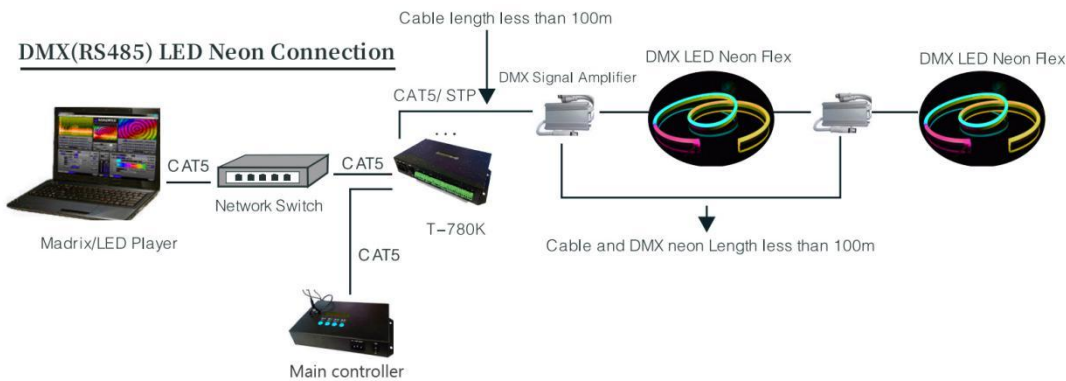 Cable length less than 100m
DMX(RS485) LED Neon Connection
DMX LED Neon Flex
DMX LED Neon Flex
DMX Signal Amplifier
CAT5/ STP
...
CAT5
CAT5
Network Switch
T-780K
Madrix/LED Player
Cable and DMX neon Length less than 100m
CAT5
Main controller